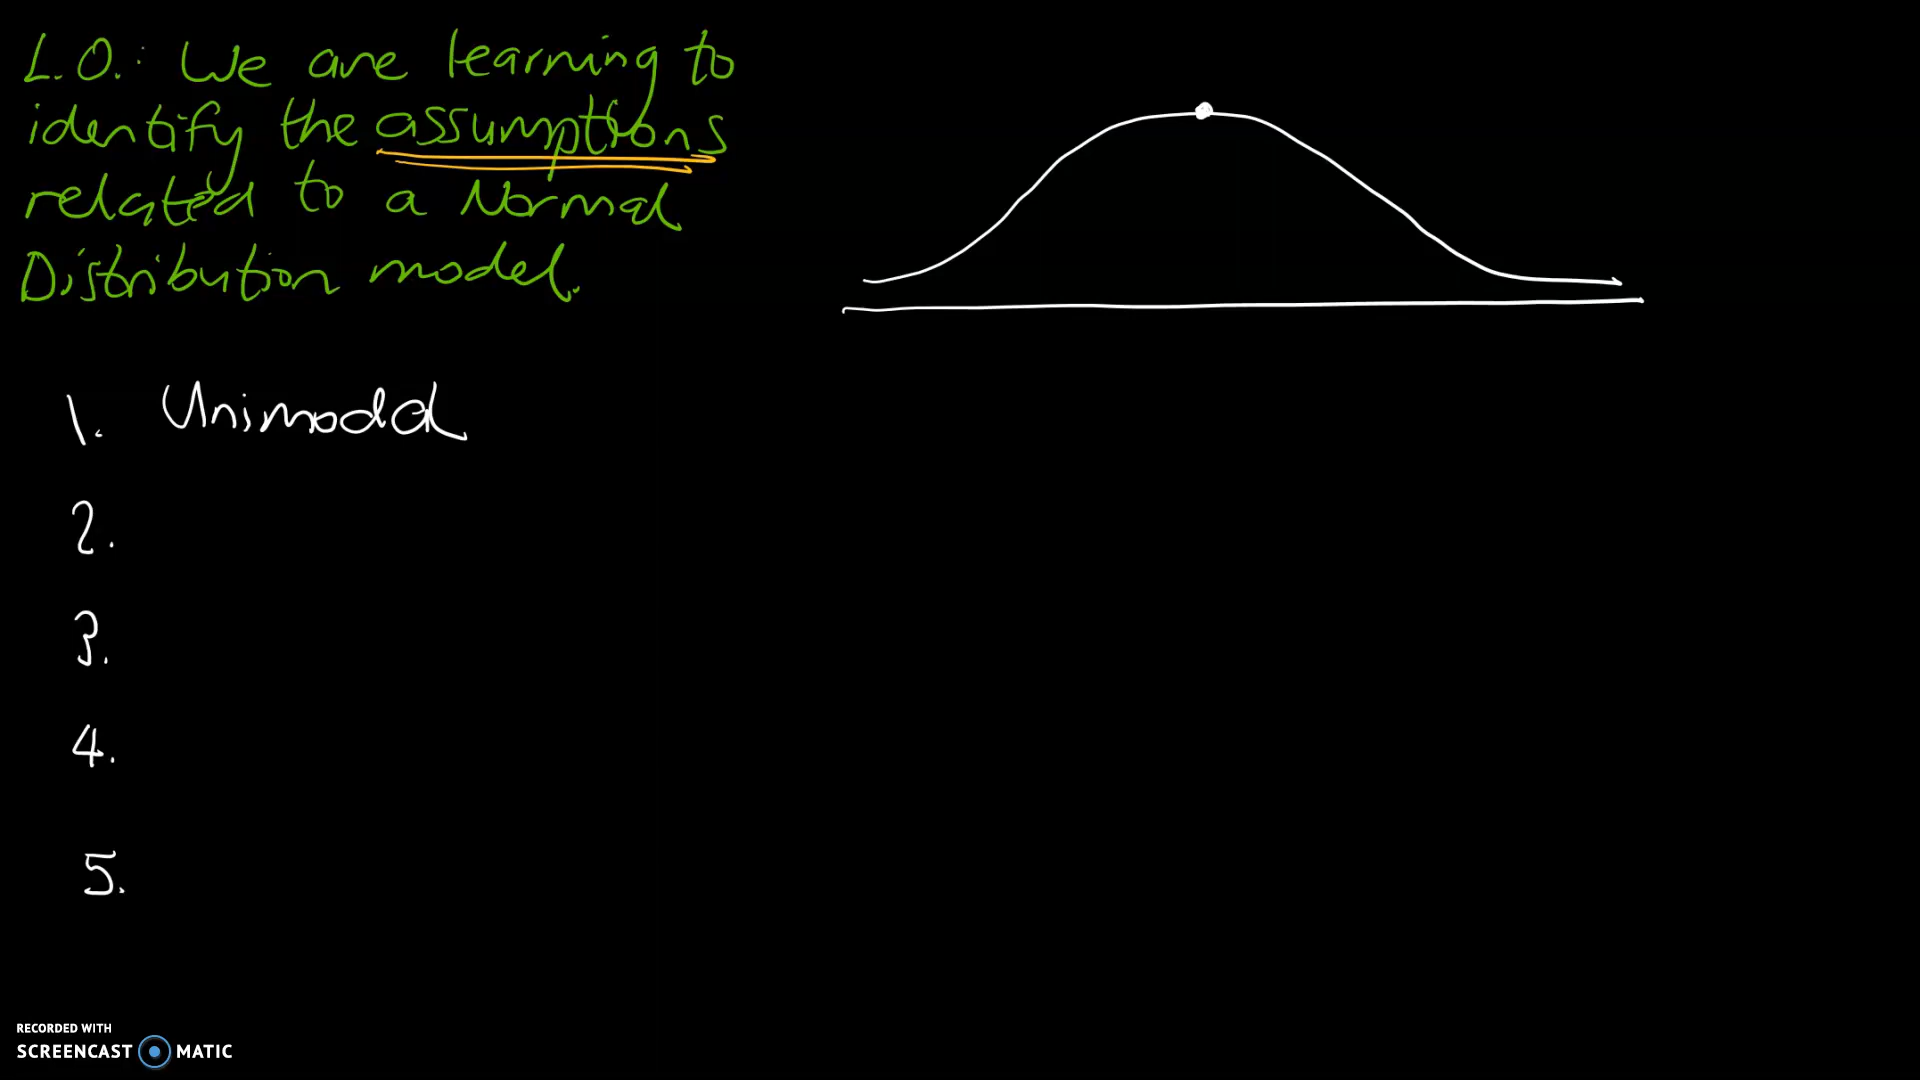 L.O.: We are learning to
identify the assumptions
related to a Normal
Distribution model.
1. Unimodal
2.
3.
4.
5.
RECORDED WITH
SCREENCAST MATIC